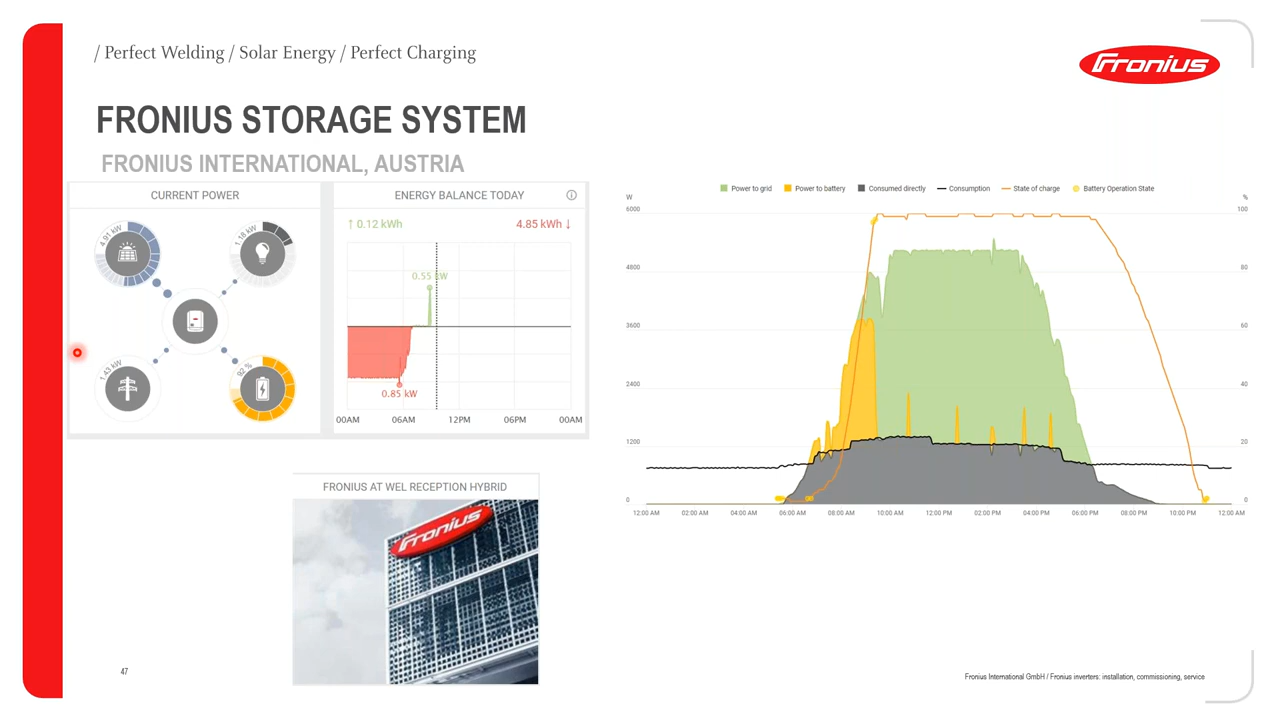 / Perfect Welding / Solar Energy / Perfect Charging
Fronius
FRONIUS STORAGE SYSTEM
FRONIUS INTERNATIONAL, AUSTRIA
CURRENT POWER
4.91 kW
1.18 kW
1.43 kW
92 %
ENERGY BALANCE TODAY
↑ 0.12 kWh
4.85 kWh ↓
0.55 kW
0.85 kW
00AM 06AM 12PM 06PM 00AM
Power to grid Power to battery Consumed directly Consumption State of charge Battery Operation State
W %
6000 100
4800 80
3600 60
2400 40
1200 20
0 0
12:00 AM 02:00 AM 04:00 AM 06:00 AM 08:00 AM 10:00 AM 12:00 PM 02:00 PM 04:00 PM 06:00 PM 08:00 PM 10:00 PM 12:00 AM
FRONIUS AT WEL RECEPTION HYBRID
Fronius
47
Fronius International GmbH / Fronius inverters: installation, commissioning, service